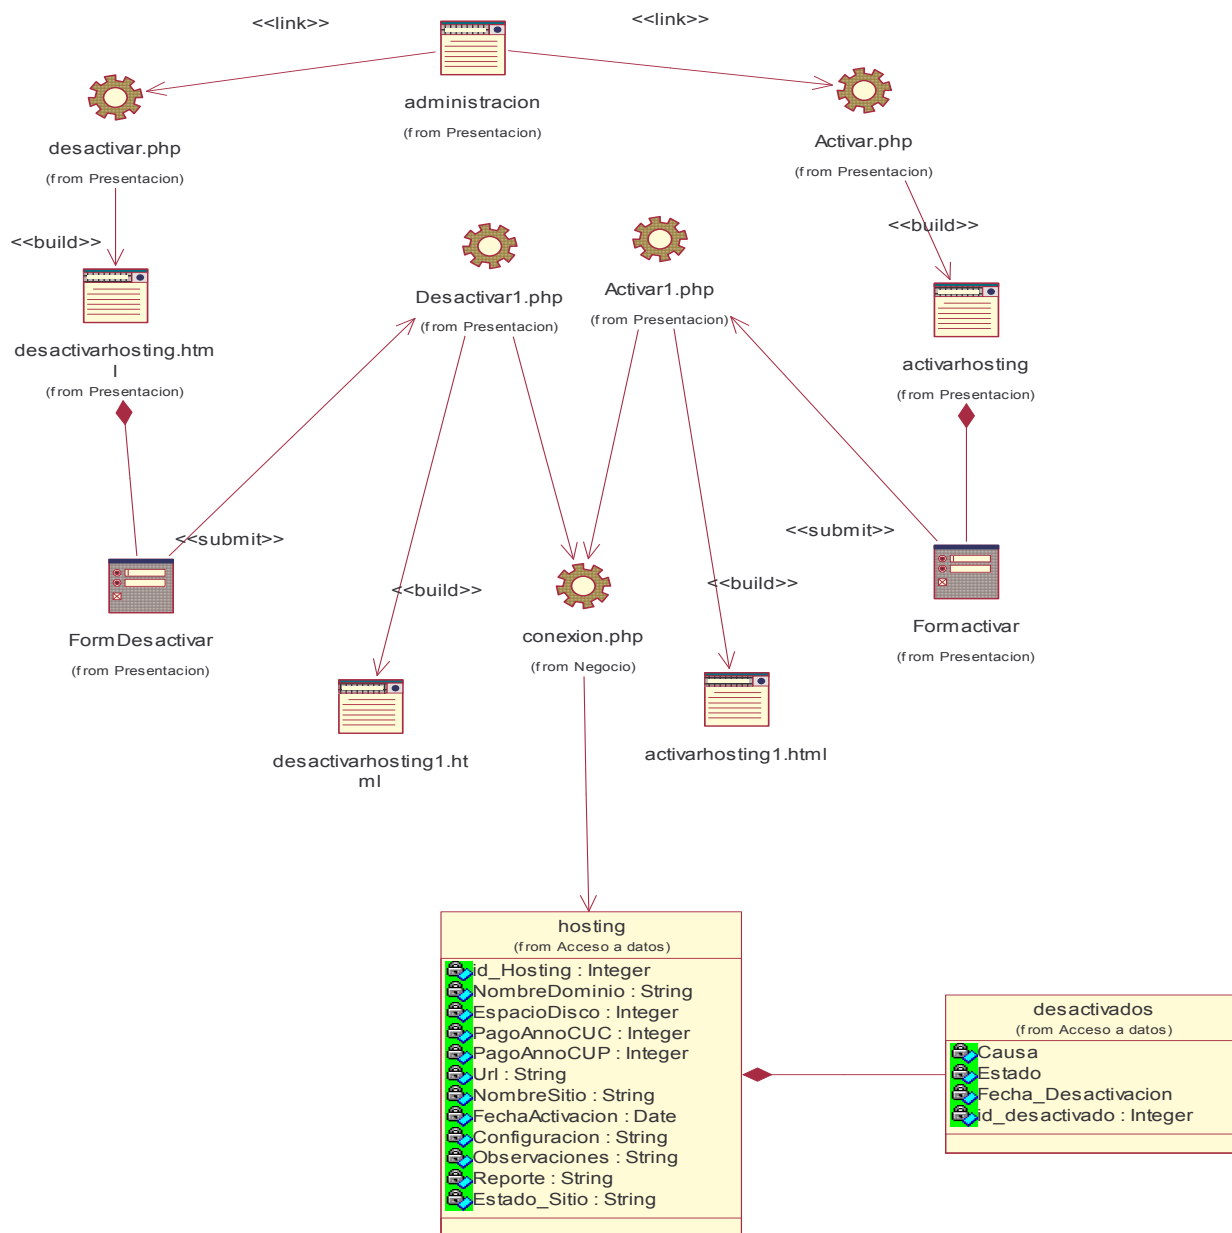 <<link>>
<<link>>
administracion
(from Presentacion)
desactivar.php
(from Presentacion)
Activar.php
(from Presentacion)
<<build>>
<<build>>
Desactivar1.php
(from Presentacion)
Activar1.php
(from Presentacion)
desactivarhosting.htm
l
(from Presentacion)
activarhosting
(from Presentacion)
<<submit>>
<<submit>>
<<build>>
<<build>>
FormDesactivar
(from Presentacion)
conexion.php
(from Negocio)
Formactivar
(from Presentacion)
desactivarhosting1.ht
ml
activarhosting1.html
hosting
(from Acceso a datos)
id_Hosting : Integer
NombreDominio : String
EspacioDisco : Integer
PagoAnnoCUC : Integer
PagoAnnoCUP : Integer
Url : String
NombreSitio : String
FechaActivacion : Date
Configuracion : String
Observaciones : String
Reporte : String
Estado_Sitio : String
desactivados
(from Acceso a datos)
Causa
Estado
Fecha_Desactivacion
id_desactivado : Integer